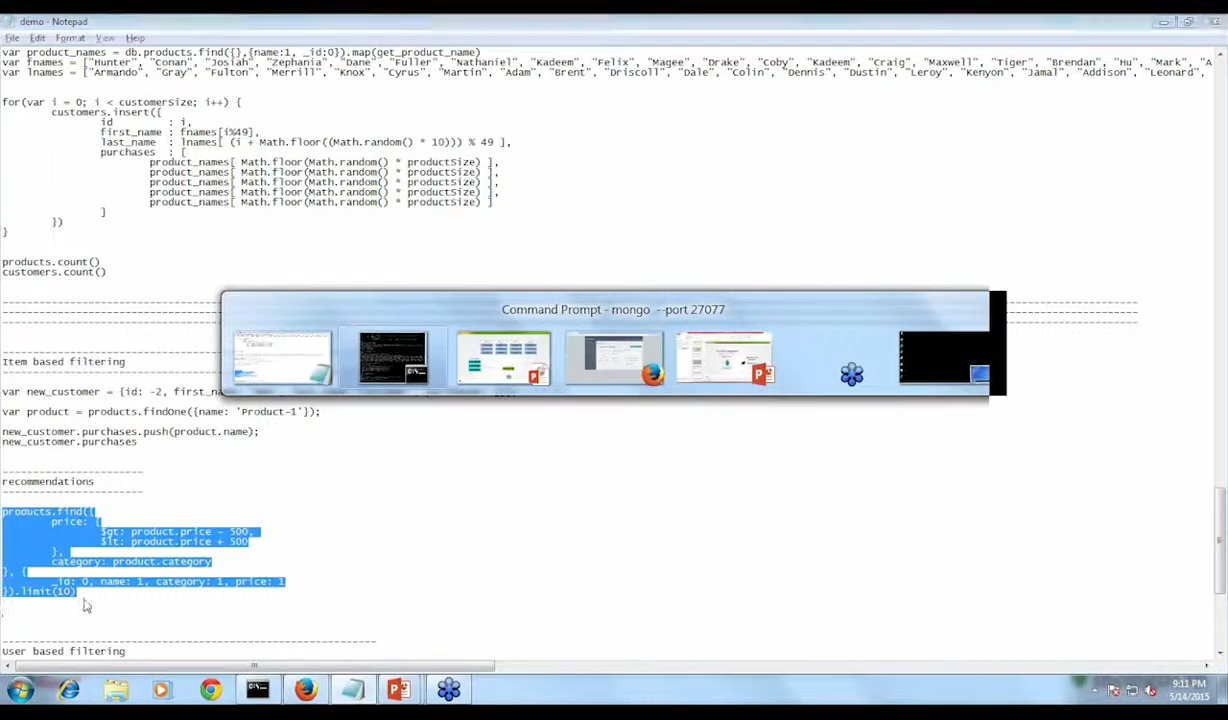 demo - Notepad
File Edit Format View Help
var product_names = db.products.find({},{name:1, _id:0}).map(get_product_name)
var fnames = ["Hunter", "Conan", "Josiah", "Zephania", "Dane", "Fuller", "Nathaniel", "Kadeem", "Felix", "Magee", "Drake", "Coby", "Kadeem", "Craig", "Maxwell", "Tiger", "Brendan", "Hu", "Mark", "A
var lnames = ["Armando", "Gray", "Fulton", "Merrill", "Knox", "Cyrus", "Martin", "Adam", "Brent", "Driscoll", "Dale", "Colin", "Dennis", "Dustin", "Leroy", "Kenyon", "Jamal", "Addison", "Leonard",
for(var i = 0; i < customerSize; i++) {
customers.insert({
id : i,
first_name : fnames[i%49],
last_name : lnames[ (i + Math.floor((Math.random() * 10))) % 49 ],
purchases : [
product_names[ Math.floor(Math.random() * productSize) ],
product_names[ Math.floor(Math.random() * productSize) ],
product_names[ Math.floor(Math.random() * productSize) ],
product_names[ Math.floor(Math.random() * productSize) ],
product_names[ Math.floor(Math.random() * productSize) ]
]
})
}
products.count()
customers.count()
Command Prompt - mongo --port 27077
Item based filtering
var new_customer = {id: -2, first_
var product = products.findOne({name: 'Product-1'});
new_customer.purchases.push(product.name);
new_customer.purchases
-----------------------
recommendations
-----------------------
products.find({
price: {
$gt: product.price - 500,
$lt: product.price + 500
},
category: product.category
}, {
_id: 0, name: 1, category: 1, price: 1
}).limit(10)
User based filtering
9:11 PM
5/14/2015